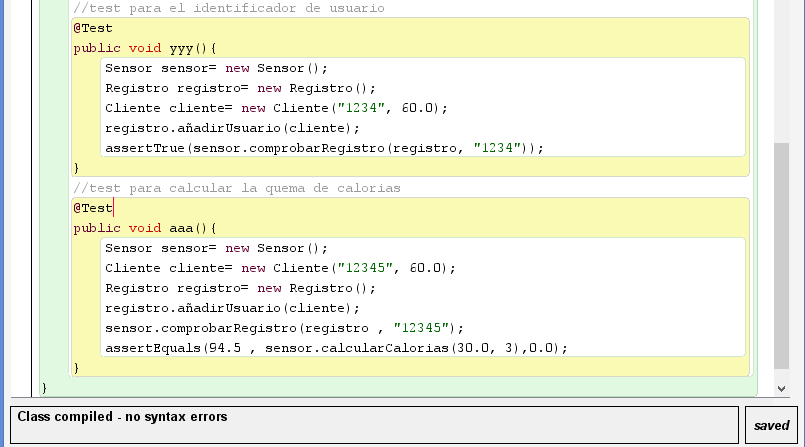 //test para el identificador de usuario
@Test
public void yyy(){
Sensor sensor= new Sensor();
Registro registro= new Registro();
Cliente cliente= new Cliente("1234", 60.0);
registro.añadirUsuario(cliente);
assertTrue(sensor.comprobarRegistro(registro, "1234"));
}
//test para calcular la quema de calorias
@Test
public void aaa(){
Sensor sensor= new Sensor();
Cliente cliente= new Cliente("12345", 60.0);
Registro registro= new Registro();
registro.añadirUsuario(cliente);
sensor.comprobarRegistro(registro , "12345");
assertEquals(94.5 , sensor.calcularCalorias(30.0, 3),0.0);
}
}
Class compiled - no syntax errors
saved